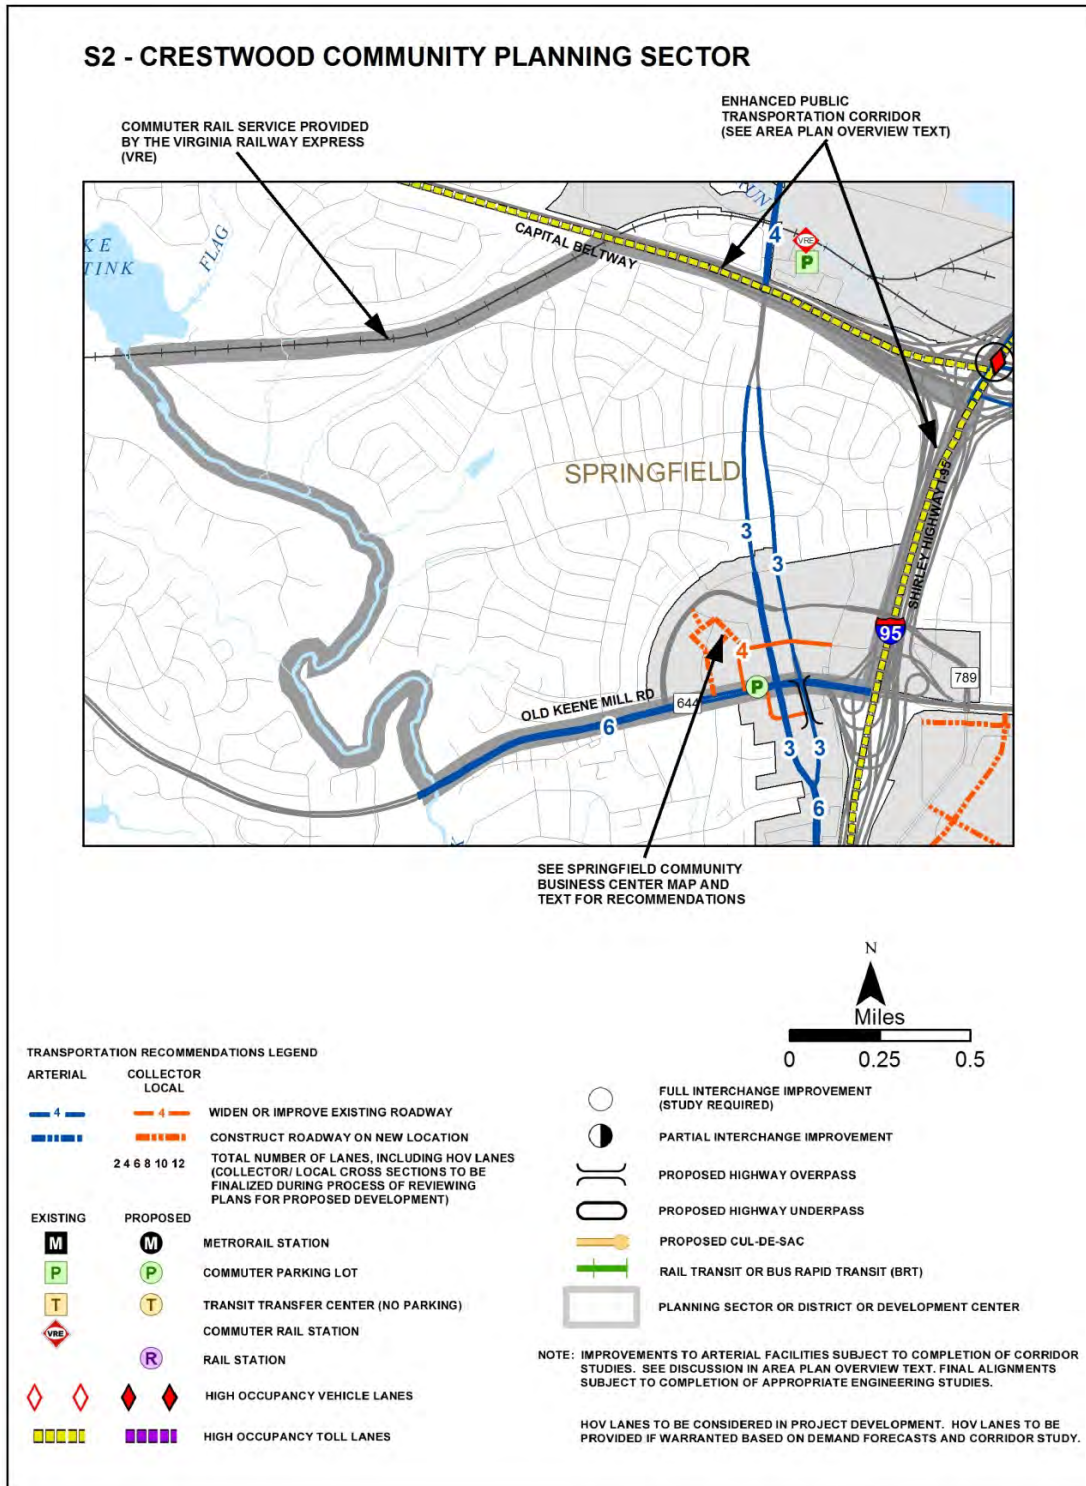 S2 - CRESTWOOD COMMUNITY PLANNING SECTOR
COMMUTER RAIL SERVICE PROVIDED
BY THE VIRGINIA RAILWAY EXPRESS
(VRE)
ENHANCED PUBLIC
TRANSPORTATION CORRIDOR
(SEE AREA PLAN OVERVIEW TEXT)
KE
TINK
FLAG
RUN
CAPITAL BELTWAY
4
VRE
P
SPRINGFIELD
SHIRLEY HIGHWAY I-95
3
3
95
4
789
P
OLD KEENE MILL RD
644
6
3
3
6
K
SEE SPRINGFIELD COMMUNITY
BUSINESS CENTER MAP AND
TEXT FOR RECOMMENDATIONS
N
Miles
0 0.25 0.5
TRANSPORTATION RECOMMENDATIONS LEGEND
ARTERIAL COLLECTOR
LOCAL
4 4 WIDEN OR IMPROVE EXISTING ROADWAY
CONSTRUCT ROADWAY ON NEW LOCATION
2 4 6 8 10 12 TOTAL NUMBER OF LANES, INCLUDING HOV LANES
(COLLECTOR/ LOCAL CROSS SECTIONS TO BE
FINALIZED DURING PROCESS OF REVIEWING
PLANS FOR PROPOSED DEVELOPMENT)
EXISTING PROPOSED
M M METRORAIL STATION
P P COMMUTER PARKING LOT
T T TRANSIT TRANSFER CENTER (NO PARKING)
VRE COMMUTER RAIL STATION
R RAIL STATION
HIGH OCCUPANCY VEHICLE LANES
HIGH OCCUPANCY TOLL LANES
FULL INTERCHANGE IMPROVEMENT
(STUDY REQUIRED)
PARTIAL INTERCHANGE IMPROVEMENT
PROPOSED HIGHWAY OVERPASS
PROPOSED HIGHWAY UNDERPASS
PROPOSED CUL-DE-SAC
RAIL TRANSIT OR BUS RAPID TRANSIT (BRT)
PLANNING SECTOR OR DISTRICT OR DEVELOPMENT CENTER
NOTE: IMPROVEMENTS TO ARTERIAL FACILITIES SUBJECT TO COMPLETION OF CORRIDOR
STUDIES. SEE DISCUSSION IN AREA PLAN OVERVIEW TEXT. FINAL ALIGNMENTS
SUBJECT TO COMPLETION OF APPROPRIATE ENGINEERING STUDIES.
HOV LANES TO BE CONSIDERED IN PROJECT DEVELOPMENT. HOV LANES TO BE
PROVIDED IF WARRANTED BASED ON DEMAND FORECASTS AND CORRIDOR STUDY.